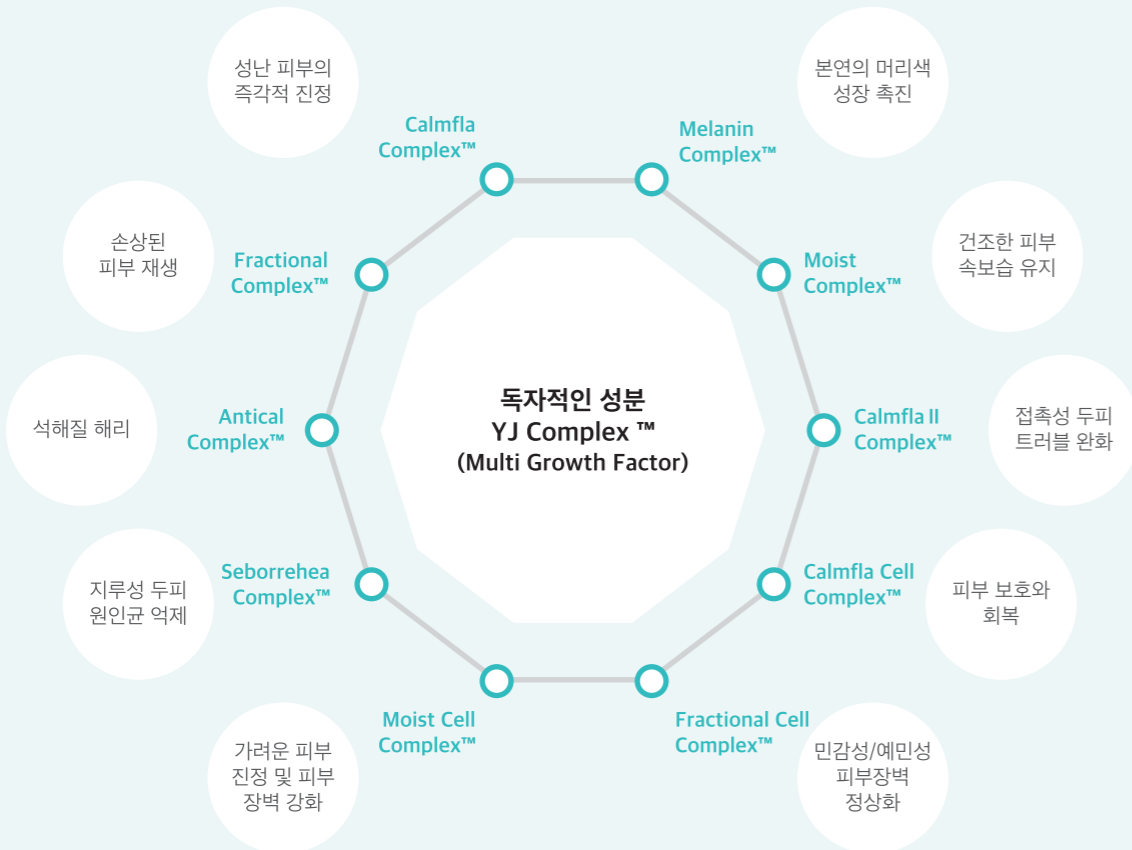 성난 피부의
즉각적 진정
본연의 머리색
성장 촉진
Calmfla
Complex™
Melanin
Complex™
손상된
피부 재생
Fractional
Complex™
Moist
Complex™
건조한 피부
속보습 유지
석해질 해리
Antical
Complex™
독자적인 성분
YJ Complex ™
(Multi Growth Factor)
Calmfla II
Complex™
접촉성 두피
트러블 완화
지루성 두피
원인균 억제
Seborrehea
Complex™
Calmfla Cell
Complex™
피부 보호와
회복
Moist Cell
Complex™
Fractional Cell
Complex™
가려운 피부
진정 및 피부
장벽 강화
민감성/예민성
피부장벽
정상화